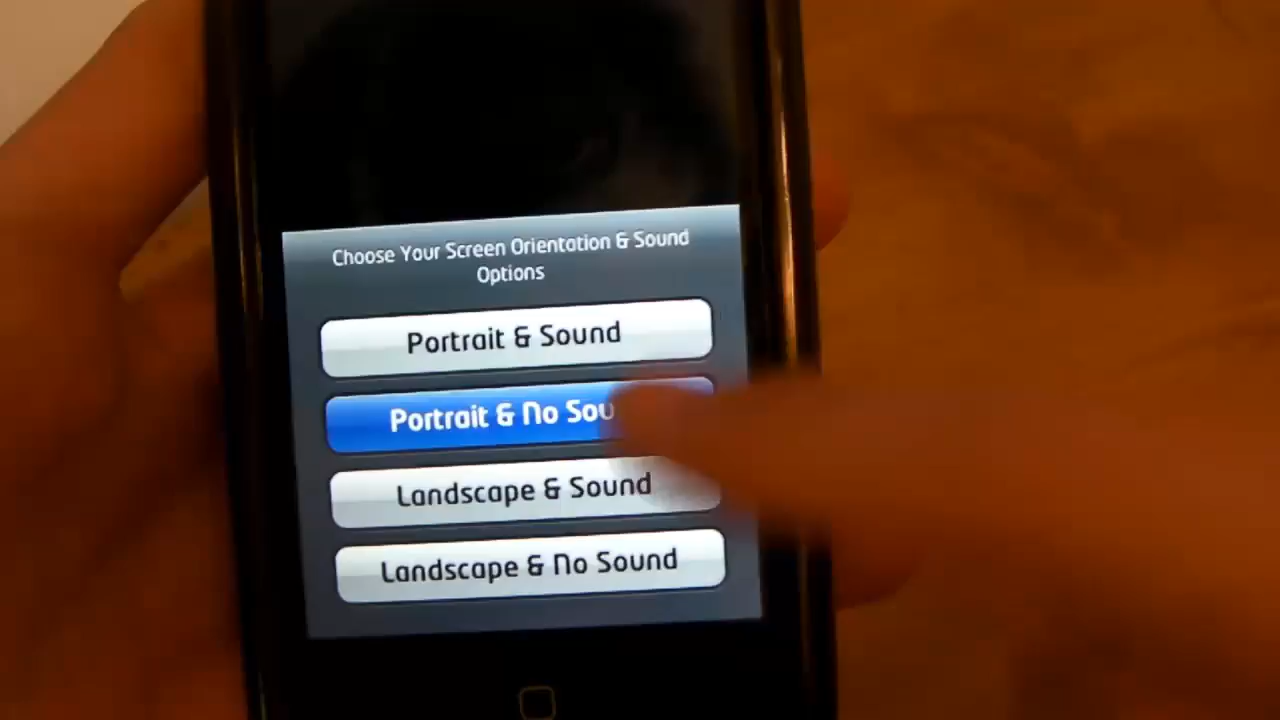 Choose Your Screen Orientation & Sound
Options
Portrait & Sound
Portrait & No Sou
Landscape & Sound
Landscape & No Sound